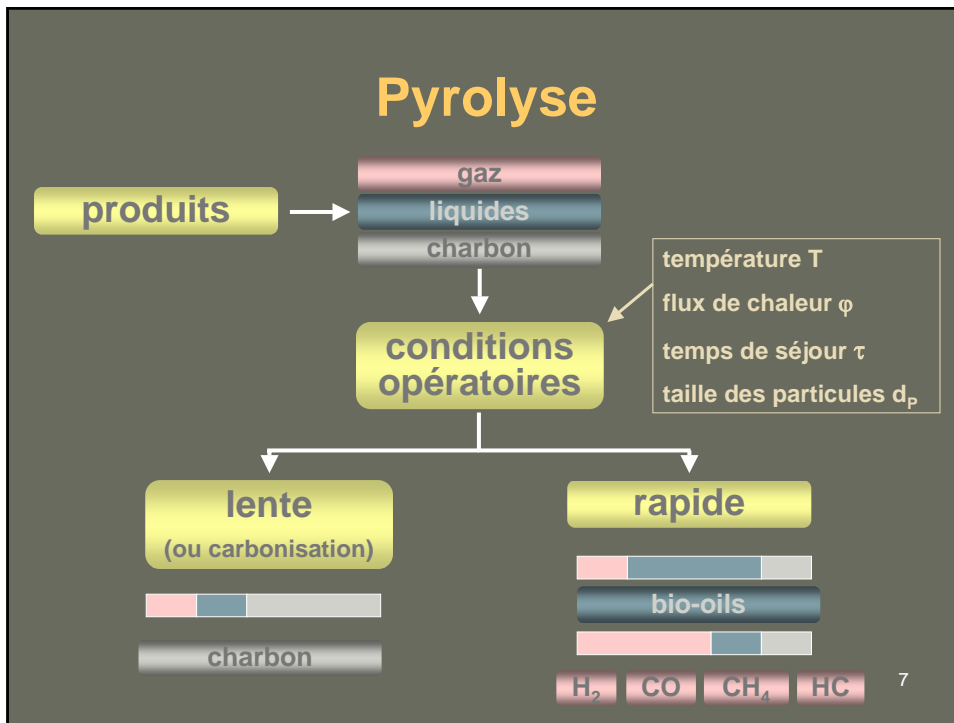 Pyrolyse
produits
gaz
liquides
charbon
température T
flux de chaleur φ
temps de séjour τ
taille des particules dₚ
conditions
opératoires
lente
(ou carbonisation)
charbon
rapide
bio-oils
H₂ CO CH₄ HC
7